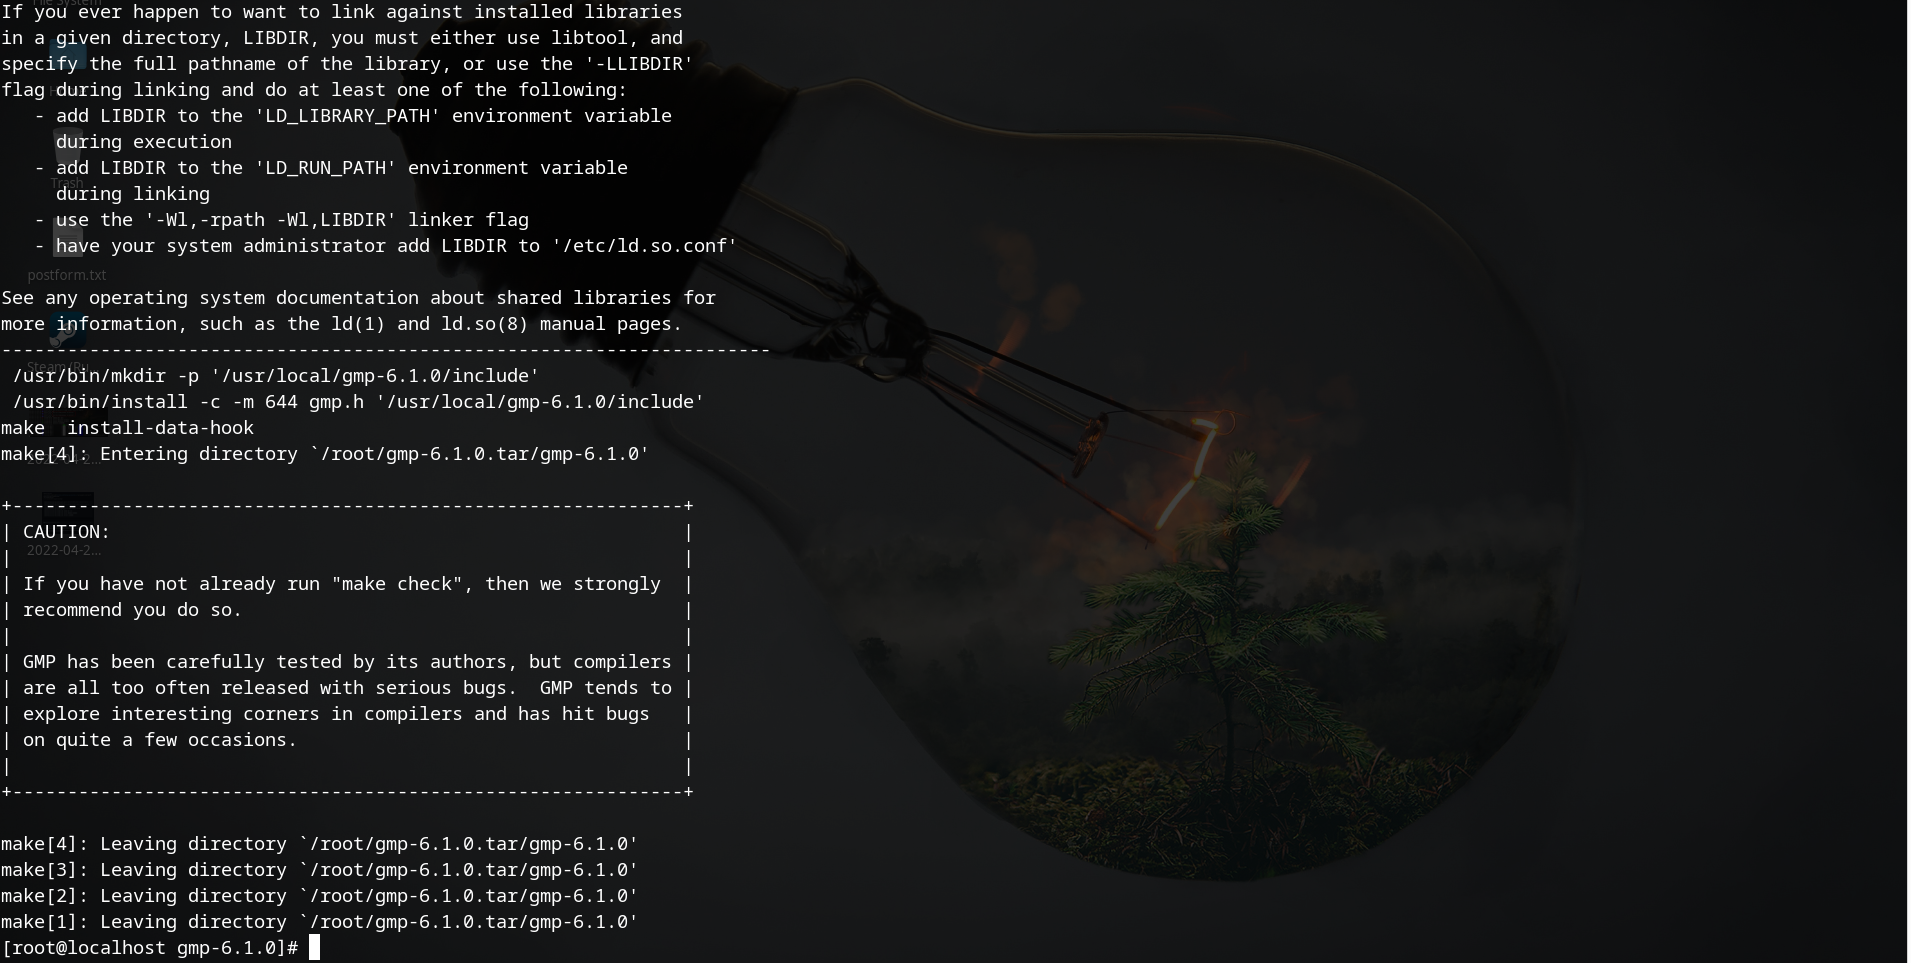 File System
If you ever happen to want to link against installed libraries
in a given directory, LIBDIR, you must either use libtool, and
specify the full pathname of the library, or use the '-LLIBDIR'
flag during linking and do at least one of the following:
   - add LIBDIR to the 'LD_LIBRARY_PATH' environment variable
     during execution
   - add LIBDIR to the 'LD_RUN_PATH' environment variable
     during linking
Trash
   - use the '-Wl,-rpath -Wl,LIBDIR' linker flag
   - have your system administrator add LIBDIR to '/etc/ld.so.conf'
postform.txt
See any operating system documentation about shared libraries for
more information, such as the ld(1) and ld.so(8) manual pages.
----------------------------------------------------------------------
 /usr/bin/mkdir -p '/usr/local/gmp-6.1.0/include'
 /usr/bin/install -c -m 644 gmp.h '/usr/local/gmp-6.1.0/include'
make  install-data-hook
make[4]: Entering directory `/root/gmp-6.1.0.tar/gmp-6.1.0'
+-------------------------------------------------------------+
| CAUTION:                                                    |
|                                                             |
2022-04-2...
| If you have not already run "make check", then we strongly  |
| recommend you do so.                                        |
|                                                             |
| GMP has been carefully tested by its authors, but compilers |
| are all too often released with serious bugs.  GMP tends to |
| explore interesting corners in compilers and has hit bugs   |
| on quite a few occasions.                                   |
|                                                             |
+-------------------------------------------------------------+
make[4]: Leaving directory `/root/gmp-6.1.0.tar/gmp-6.1.0'
make[3]: Leaving directory `/root/gmp-6.1.0.tar/gmp-6.1.0'
make[2]: Leaving directory `/root/gmp-6.1.0.tar/gmp-6.1.0'
make[1]: Leaving directory `/root/gmp-6.1.0.tar/gmp-6.1.0'
[root@localhost gmp-6.1.0]#